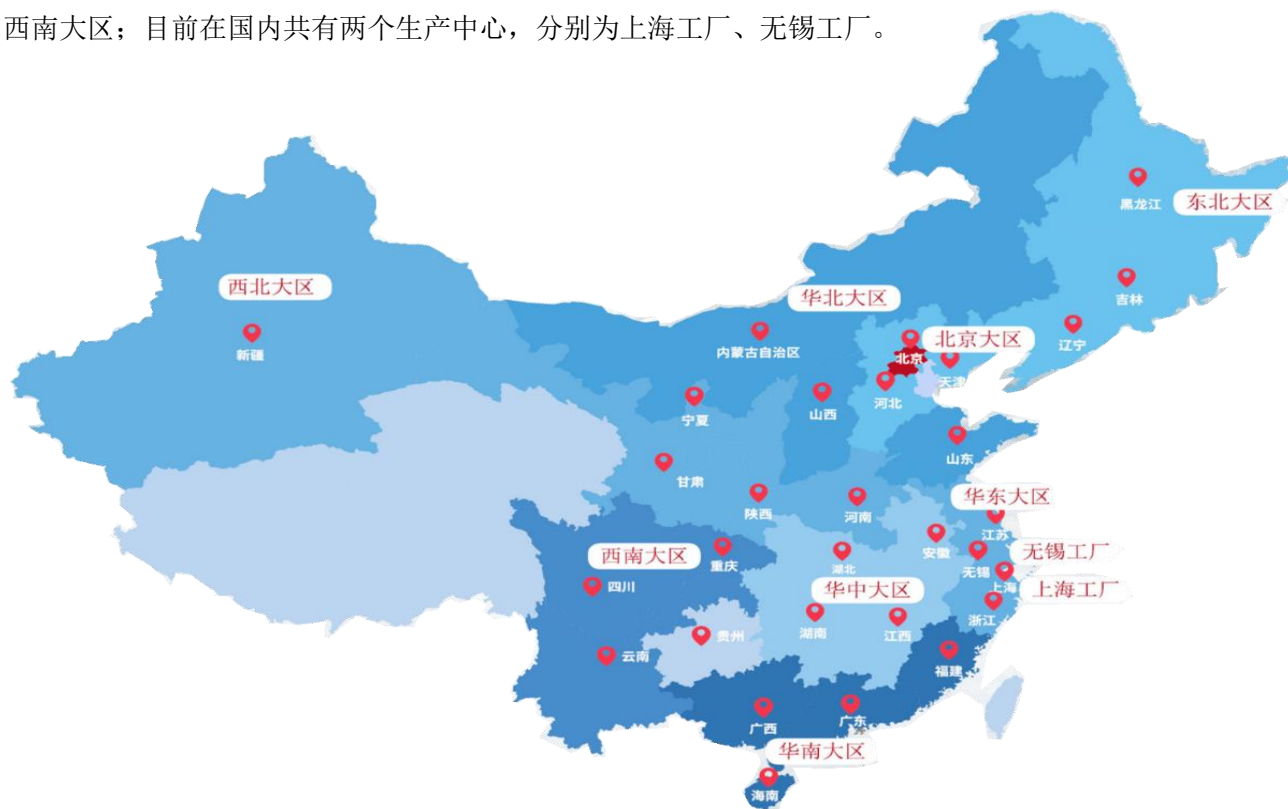 西南大区；目前在国内共有两个生产中心，分别为上海工厂、无锡工厂。
黑龙江
东北大区
吉林
辽宁
西北大区
新疆
华北大区
内蒙古自治区
北京大区
北京
天津
河北
宁夏
山西
山东
甘肃
陕西
河南
华东大区
江苏
安徽
无锡
无锡工厂
上海
上海工厂
浙江
西南大区
重庆
四川
湖北
华中大区
湖南
江西
贵州
云南
福建
广西
广东
华南大区
海南